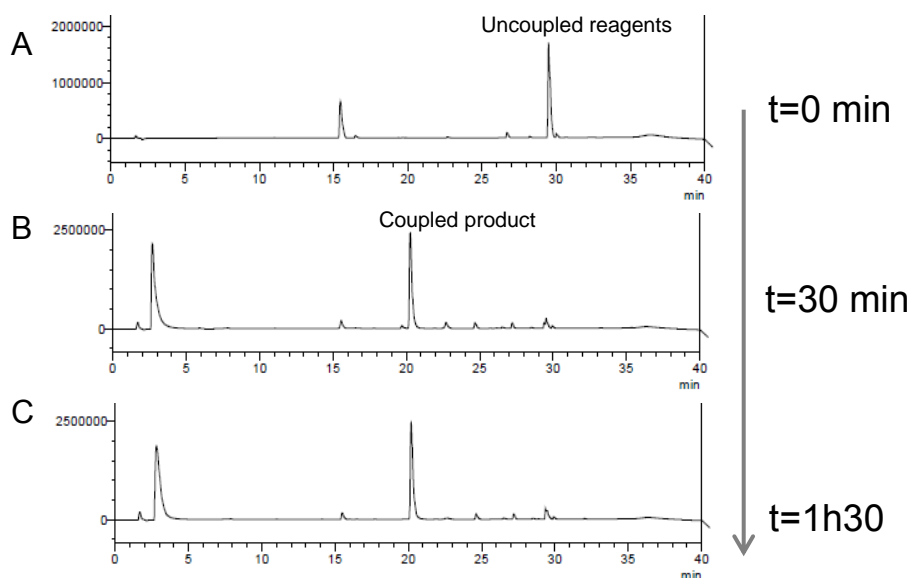 A
Uncoupled reagents
2000000
1000000
0
0 5 10 15 20 25 30 35 40
min
t=0 min
B
Coupled product
2500000
0
0 5 10 15 20 25 30 35 40
min
t=30 min
C
2500000
0
0 5 10 15 20 25 30 35 40
min
t=1h30